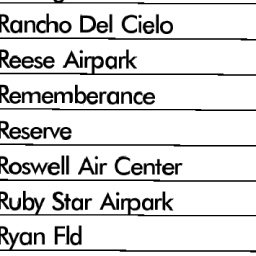 Rancho Del Cielo
Reese Airpark
Rememberance
Reserve
Roswell Air Center
Ruby Star Airpark
Ryan Fld